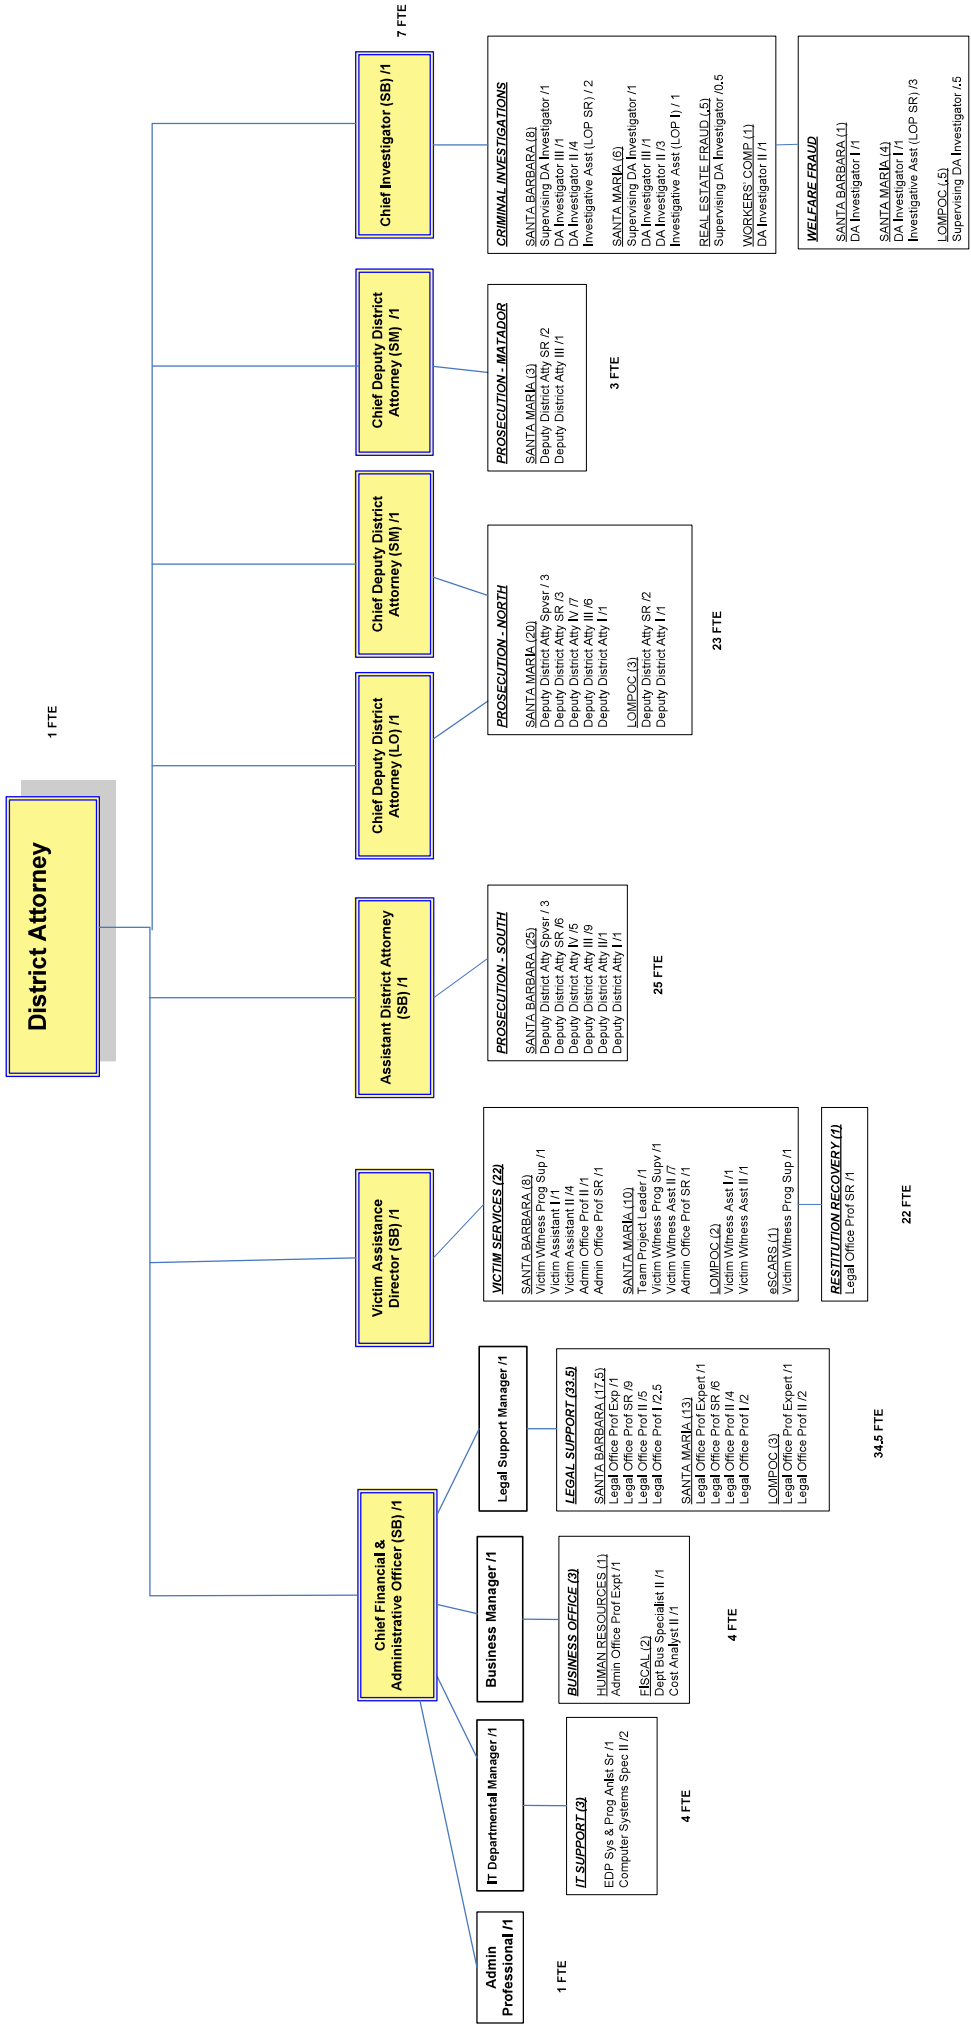 District Attorney
1 FTE
Chief Financial &
Administrative Officer (SB) /1
Victim Assistance
Director (SB) /1
Assistant District Attorney
(SB) /1
Chief Deputy District
Attorney (LO) /1
Chief Deputy District
Attorney (SM) /1
Chief Deputy District
Attorney (SM)  /1
Chief Investigator (SB) /1
7 FTE
Admin
Professional /1
1 FTE
IT Departmental Manager /1
IT SUPPORT (3)
EDP Sys & Prog Anlst Sr /1
Computer Systems Spec II /2
4 FTE
Business Manager /1
BUSINESS OFFICE (3)
HUMAN RESOURCES (1)
Admin Office Prof Expt /1
FISCAL (2)
Dept Bus Specialist II /1
Cost Analyst II /1
4 FTE
Legal Support Manager /1
LEGAL SUPPORT (33.5)
SANTA BARBARA (17.5)
Legal Office Prof Exp /1
Legal Office Prof SR /9
Legal Office Prof II /5
Legal Office Prof I /2.5
SANTA MARIA (13)
Legal Office Prof Expert /1
Legal Office Prof SR /6
Legal Office Prof II /4
Legal Office Prof I /2
LOMPOC (3)
Legal Office Prof Expert /1
Legal Office Prof II /2
34.5 FTE
VICTIM SERVICES (22)
SANTA BARBARA (8)
Victim Witness Prog Sup /1
Victim Assistant I /1
Victim Assistant II /4
Admin Office Prof II /1
Admin Office Prof SR /1
SANTA MARIA (10)
Team Project Leader /1
Victim Witness Prog Supv /1
Victim Witness Asst II /7
Admin Office Prof SR /1
LOMPOC (2)
Victim Witness Asst I /1
Victim Witness Asst II /1
eSCARS (1)
Victim Witness Prog Sup /1
RESTITUTION RECOVERY (1)
Legal Office Prof SR /1
22 FTE
PROSECUTION - SOUTH
SANTA BARBARA (25)
Deputy District Atty Spvsr / 3
Deputy District Atty SR /6
Deputy District Atty IV /5
Deputy District Atty III /9
Deputy District Atty II/1
Deputy District Atty I /1
25 FTE
PROSECUTION - NORTH
SANTA MARIA (20)
Deputy District Atty Spvsr / 3
Deputy District Atty SR /3
Deputy District Atty IV /7
Deputy District Atty III /6
Deputy District Atty I /1
LOMPOC (3)
Deputy District Atty SR /2
Deputy District Atty I /1
23 FTE
PROSECUTION - MATADOR
SANTA MARIA (3)
Deputy District Atty SR /2
Deputy District Atty III /1
3 FTE
CRIMINAL INVESTIGATIONS
SANTA BARBARA (8)
Supervising DA Investigator /1
DA Investigator III /1
DA Investigator II /4
Investigative Asst (LOP SR) / 2
SANTA MARIA (6)
Supervising DA Investigator /1
DA Investigator III /1
DA Investigator II /3
Investigative Asst (LOP I) / 1
REAL ESTATE FRAUD (.5)
Supervising DA Investigator /0.5
WORKERS' COMP (1)
DA Investigator II /1
WELFARE FRAUD
SANTA BARBARA (1)
DA Investigator I /1
SANTA MARIA (4)
DA Investigator I /1
Investigative Asst (LOP SR) /3
LOMPOC (.5)
Supervising DA Investigator /.5